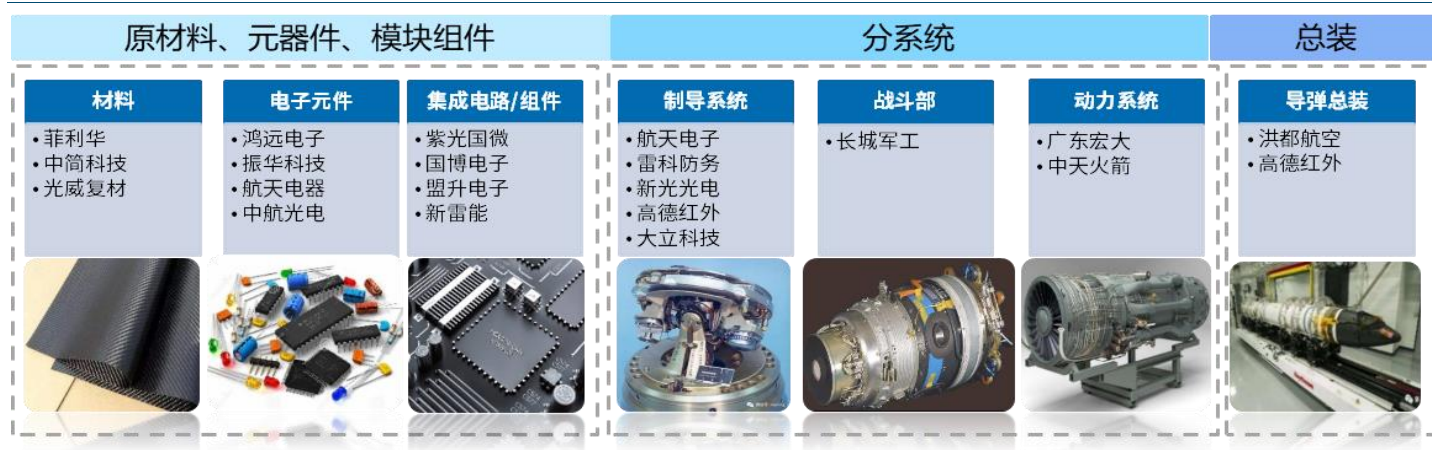 原材料、元器件、模块组件
分系统
总装
材料
• 菲利华
• 中简科技
• 光威复材
电子元件
• 鸿远电子
• 振华科技
• 航天电器
• 中航光电
集成电路/组件
• 紫光国微
• 国博电子
• 盟升电子
• 新雷能
制导系统
• 航天电子
• 雷科防务
• 新光光电
• 高德红外
• 大立科技
战斗部
• 长城军工
动力系统
• 广东宏大
• 中天火箭
导弹总装
• 洪都航空
• 高德红外